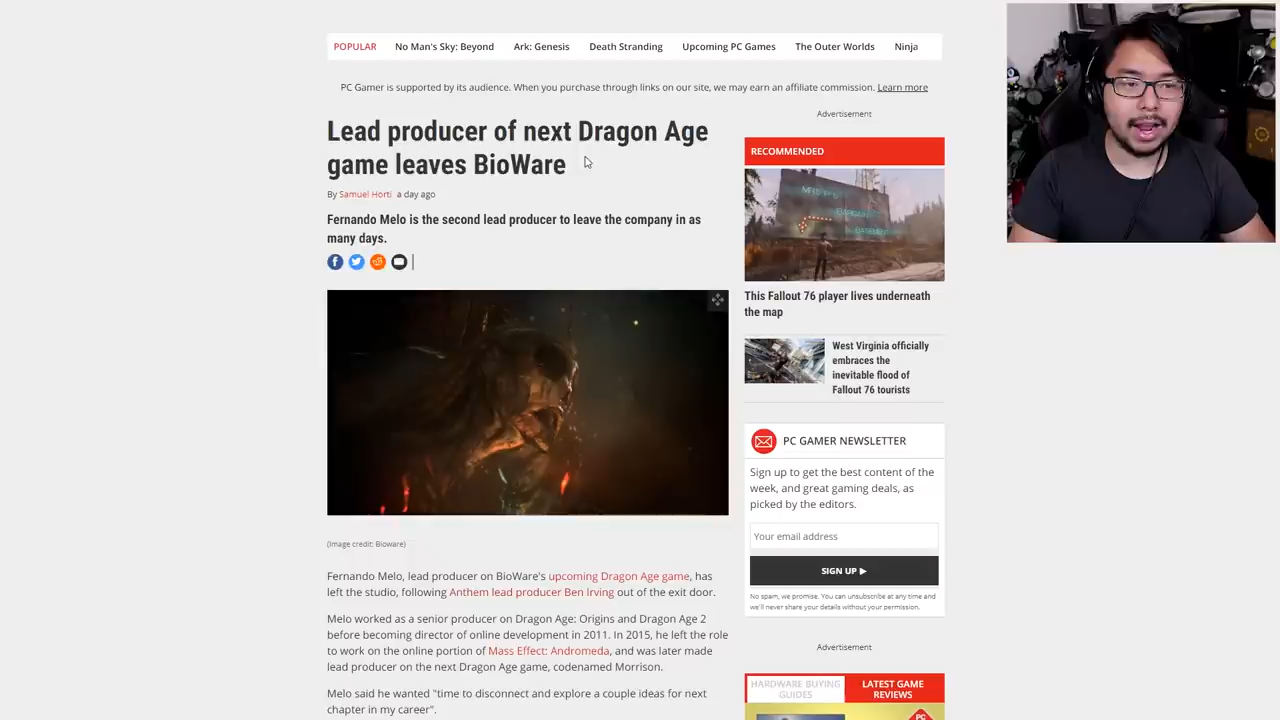 POPULAR No Man's Sky: Beyond Ark: Genesis Death Stranding Upcoming PC Games The Outer Worlds Ninja
PC Gamer is supported by its audience. When you purchase through links on our site, we may earn an affiliate commission. Learn more
Lead producer of next Dragon Age
game leaves BioWare
By Samuel Horti a day ago
Fernando Melo is the second lead producer to leave the company in as
many days.
(Image credit: Bioware)
Fernando Melo, lead producer on BioWare's upcoming Dragon Age game, has
left the studio, following Anthem lead producer Ben Irving out of the exit door.
Melo worked as a senior producer on Dragon Age: Origins and Dragon Age 2
before becoming director of online development in 2011. In 2015, he left the role
to work on the online portion of Mass Effect: Andromeda, and was later made
lead producer on the next Dragon Age game, codenamed Morrison.
Melo said he wanted "time to disconnect and explore a couple ideas for next
chapter in my career".
Advertisement
RECOMMENDED
This Fallout 76 player lives underneath
the map
West Virginia officially
embraces the
inevitable flood of
Fallout 76 tourists
PC GAMER NEWSLETTER
Sign up to get the best content of the
week, and great gaming deals, as
picked by the editors.
Your email address
SIGN UP ▶
No spam, we promise. You can unsubscribe at any time and
we'll never share your details without your permission.
Advertisement
HARDWARE BUYING
GUIDES
LATEST GAME
REVIEWS